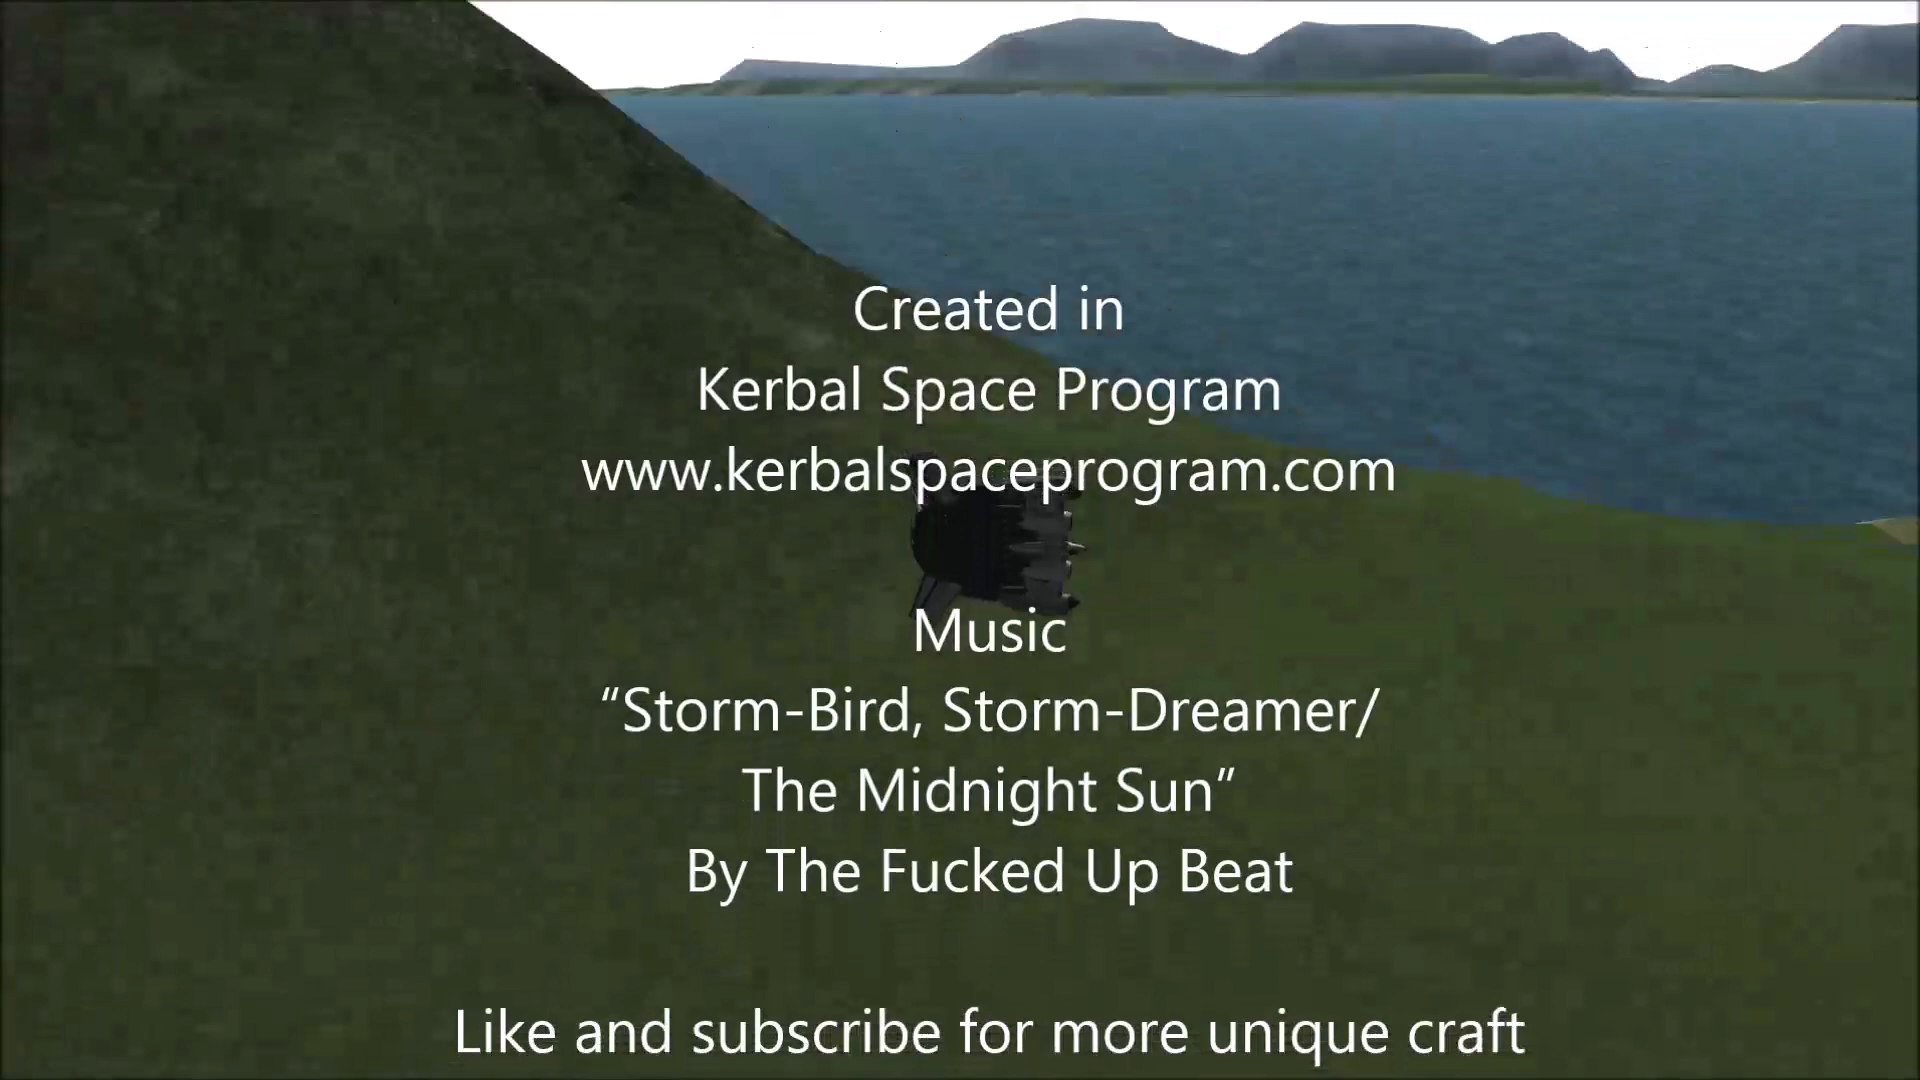 Created in
Kerbal Space Program
www.kerbalspaceprogram.com
Music
“Storm-Bird, Storm-Dreamer/
The Midnight Sun”
By The Fucked Up Beat
Like and subscribe for more unique craft